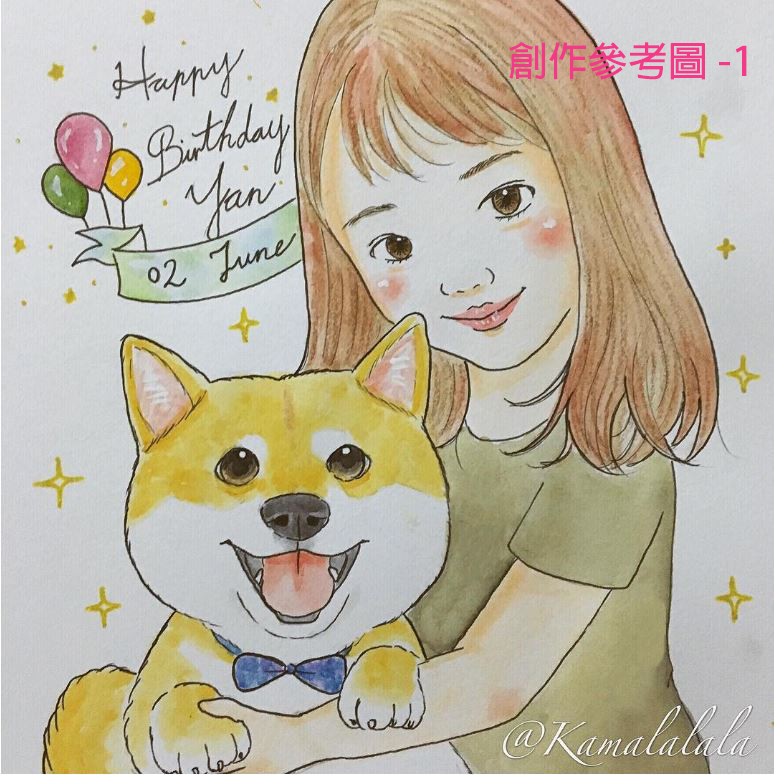 創作參考圖 -1
Happy
Birthday
Yan
02 June
@Kamalalala